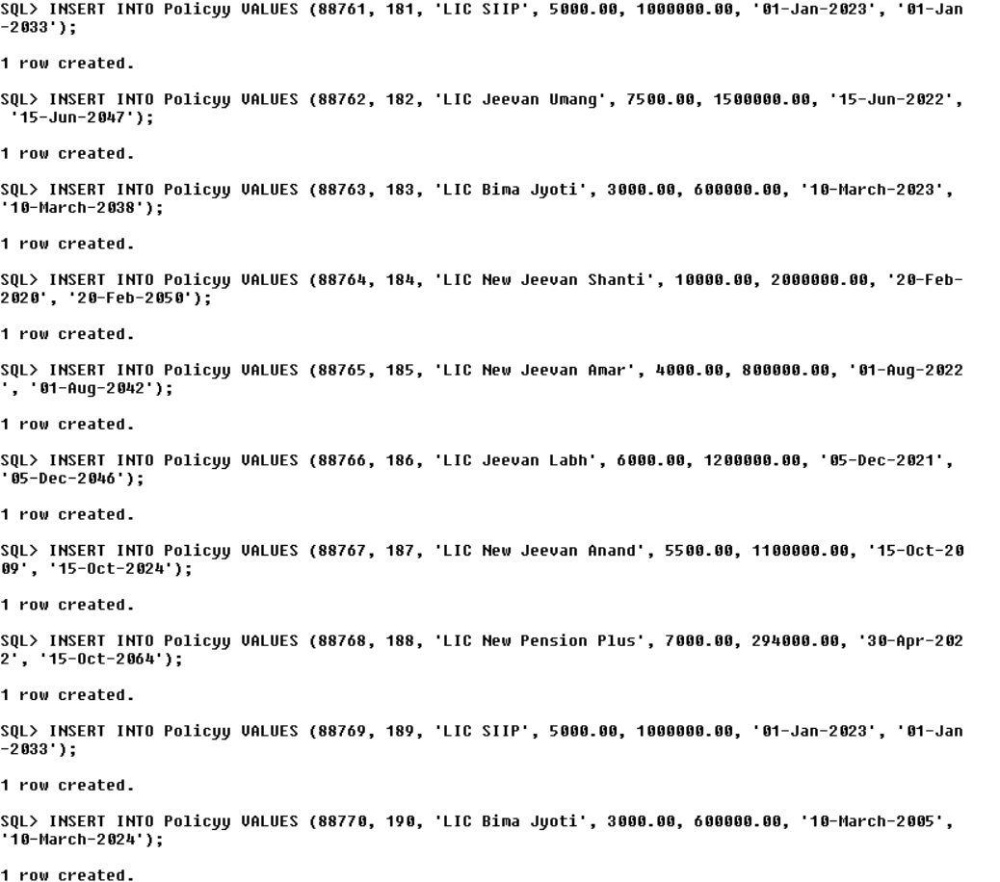 SQL> INSERT INTO Policyy VALUES (88761, 181, 'LIC SIIP', 5000.00, 1000000.00, '01-Jan-2023', '01-Jan
-2033');
1 row created.
SQL> INSERT INTO Policyy VALUES (88762, 182, 'LIC Jeevan Umang', 7500.00, 1500000.00, '15-Jun-2022',
 '15-Jun-2047');
1 row created.
SQL> INSERT INTO Policyy VALUES (88763, 183, 'LIC Bima Jyoti', 3000.00, 600000.00, '10-March-2023',
'10-March-2038');
1 row created.
SQL> INSERT INTO Policyy VALUES (88764, 184, 'LIC New Jeevan Shanti', 10000.00, 2000000.00, '20-Feb-
2020', '20-Feb-2050');
1 row created.
SQL> INSERT INTO Policyy VALUES (88765, 185, 'LIC New Jeevan Amar', 4000.00, 800000.00, '01-Aug-2022
', '01-Aug-2042');
1 row created.
SQL> INSERT INTO Policyy VALUES (88766, 186, 'LIC Jeevan Labh', 6000.00, 1200000.00, '05-Dec-2021',
'05-Dec-2046');
1 row created.
SQL> INSERT INTO Policyy VALUES (88767, 187, 'LIC New Jeevan Anand', 5500.00, 1100000.00, '15-Oct-20
09', '15-Oct-2024');
1 row created.
SQL> INSERT INTO Policyy VALUES (88768, 188, 'LIC New Pension Plus', 7000.00, 294000.00, '30-Apr-202
2', '15-Oct-2064');
1 row created.
SQL> INSERT INTO Policyy VALUES (88769, 189, 'LIC SIIP', 5000.00, 1000000.00, '01-Jan-2023', '01-Jan
-2033');
1 row created.
SQL> INSERT INTO Policyy VALUES (88770, 190, 'LIC Bima Jyoti', 3000.00, 600000.00, '10-March-2005',
'10-March-2024');
1 row created.